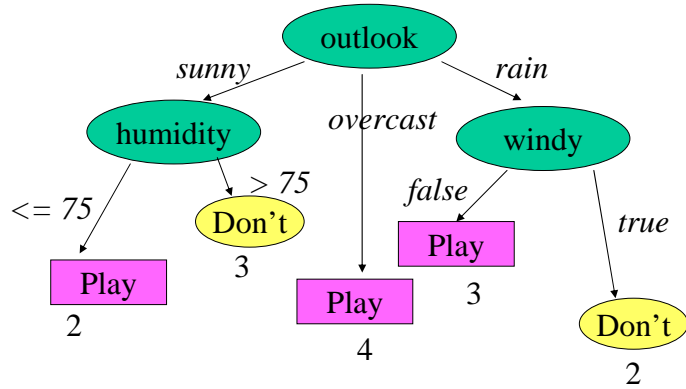 outlook
sunny
rain
overcast
humidity
windy
<= 75
> 75
false
true
Don't
3
Play
2
Play
4
Play
3
Don't
2